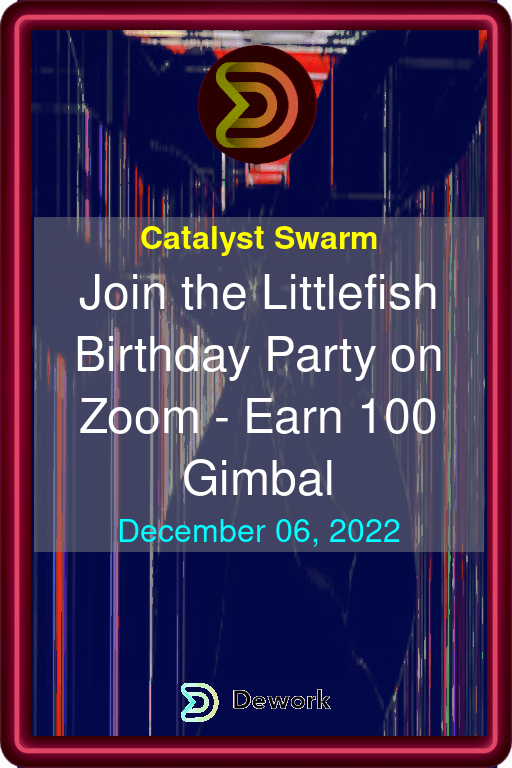 Catalyst Swarm
Join the Littlefish
Birthday Party on
Zoom - Earn 100
Gimbal
December 06, 2022
Dework